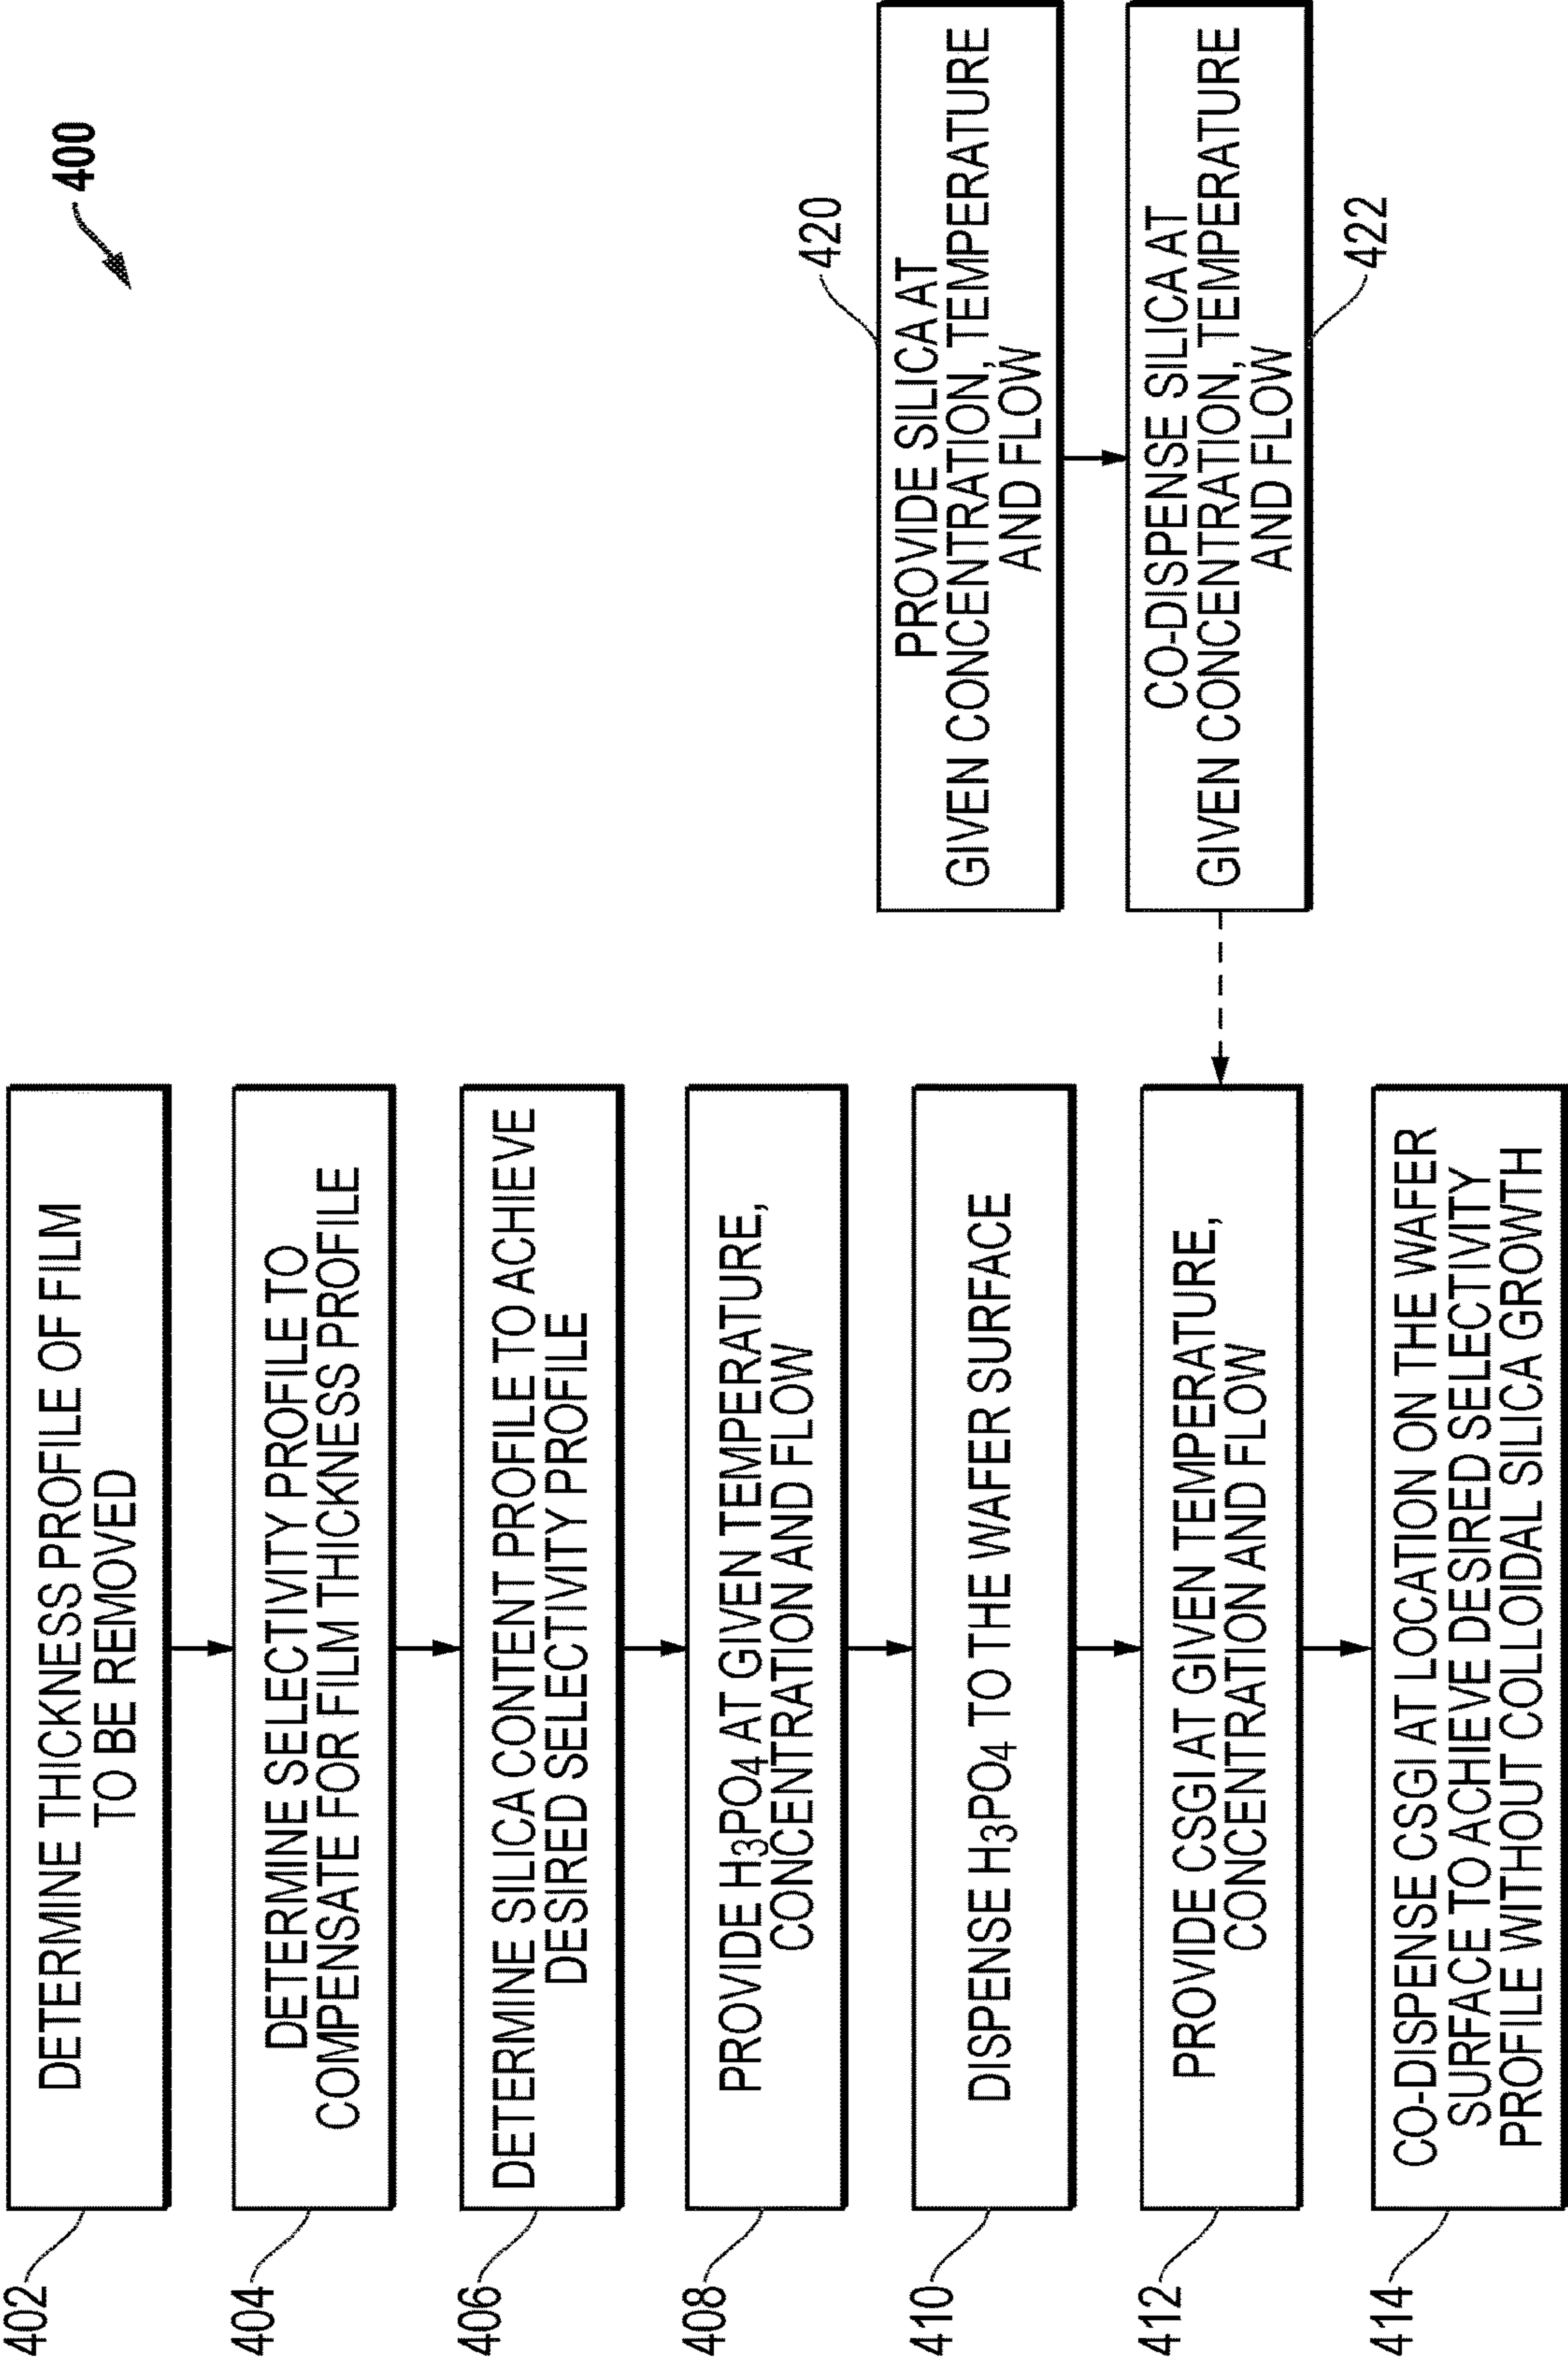 400
402
DETERMINE THICKNESS PROFILE OF FILM
TO BE REMOVED
404
DETERMINE SELECTIVITY PROFILE TO
COMPENSATE FOR FILM THICKNESS PROFILE
406
DETERMINE SILICA CONTENT PROFILE TO ACHIEVE
DESIRED SELECTIVITY PROFILE
408
PROVIDE H₃PO₄ AT GIVEN TEMPERATURE,
CONCENTRATION AND FLOW
410
DISPENSE H₃PO₄ TO THE WAFER SURFACE
412
PROVIDE CSGI AT GIVEN TEMPERATURE,
CONCENTRATION AND FLOW
414
CO-DISPENSE CSGI AT LOCATION ON THE WAFER
SURFACE TO ACHIEVE DESIRED SELECTIVITY
PROFILE WITHOUT COLLOIDAL SILICA GROWTH
420
PROVIDE SILICA AT
GIVEN CONCENTRATION, TEMPERATURE
AND FLOW
CO-DISPENSE SILICA AT
GIVEN CONCENTRATION, TEMPERATURE
AND FLOW
422